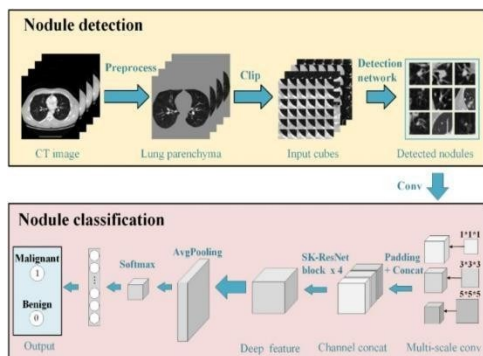 Nodule detection
Preprocess
Clip
Detection
network
CT image
Lung parenchyma
Input cubes
Detected nodules
Conv
Nodule classification
Malignant
1
Benign
0
Output
Softmax
AvgPooling
SK-ResNet
block x 4
Padding
+ Concat
1*1*1
3*3*3
5*5*5
Deep feature
Channel concat
Multi-scale conv